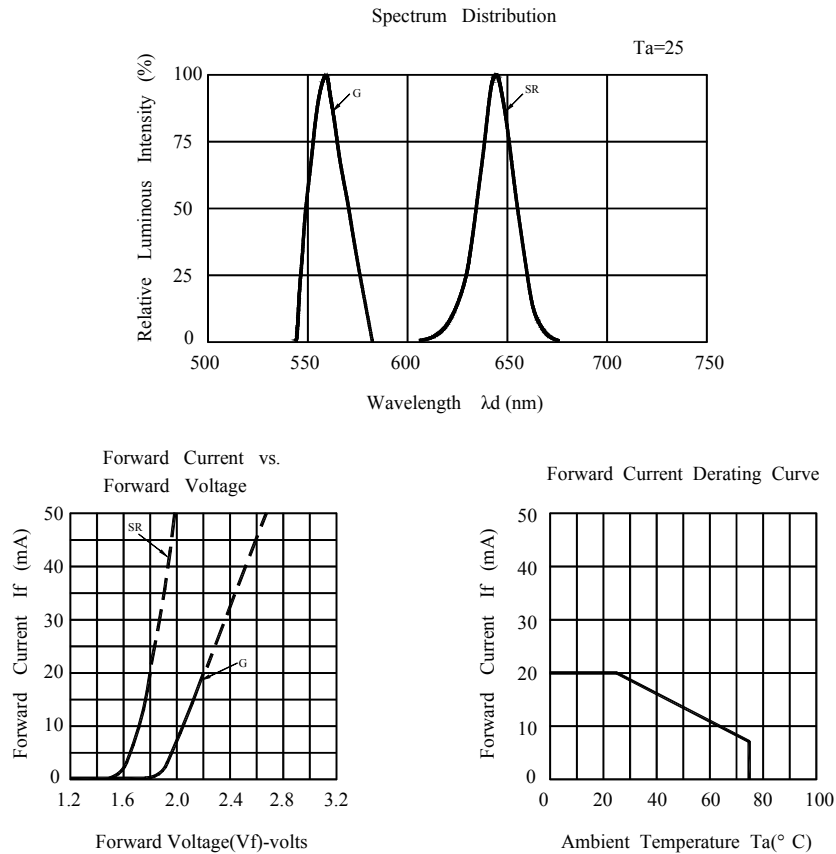 Spectrum Distribution
Ta=25
Relative Luminous Intensity (%)
100
75
50
25
0
G
SR
500 550 600 650 700 750
Wavelength λd (nm)
Forward Current vs.
Forward Voltage
Forward Current If (mA)
50
40
30
20
10
0
SR
G
1.2 1.6 2.0 2.4 2.8 3.2
Forward Voltage(Vf)-volts
Forward Current Derating Curve
Forward Current If (mA)
50
40
30
20
10
0
0 20 40 60 80 100
Ambient Temperature Ta(° C)